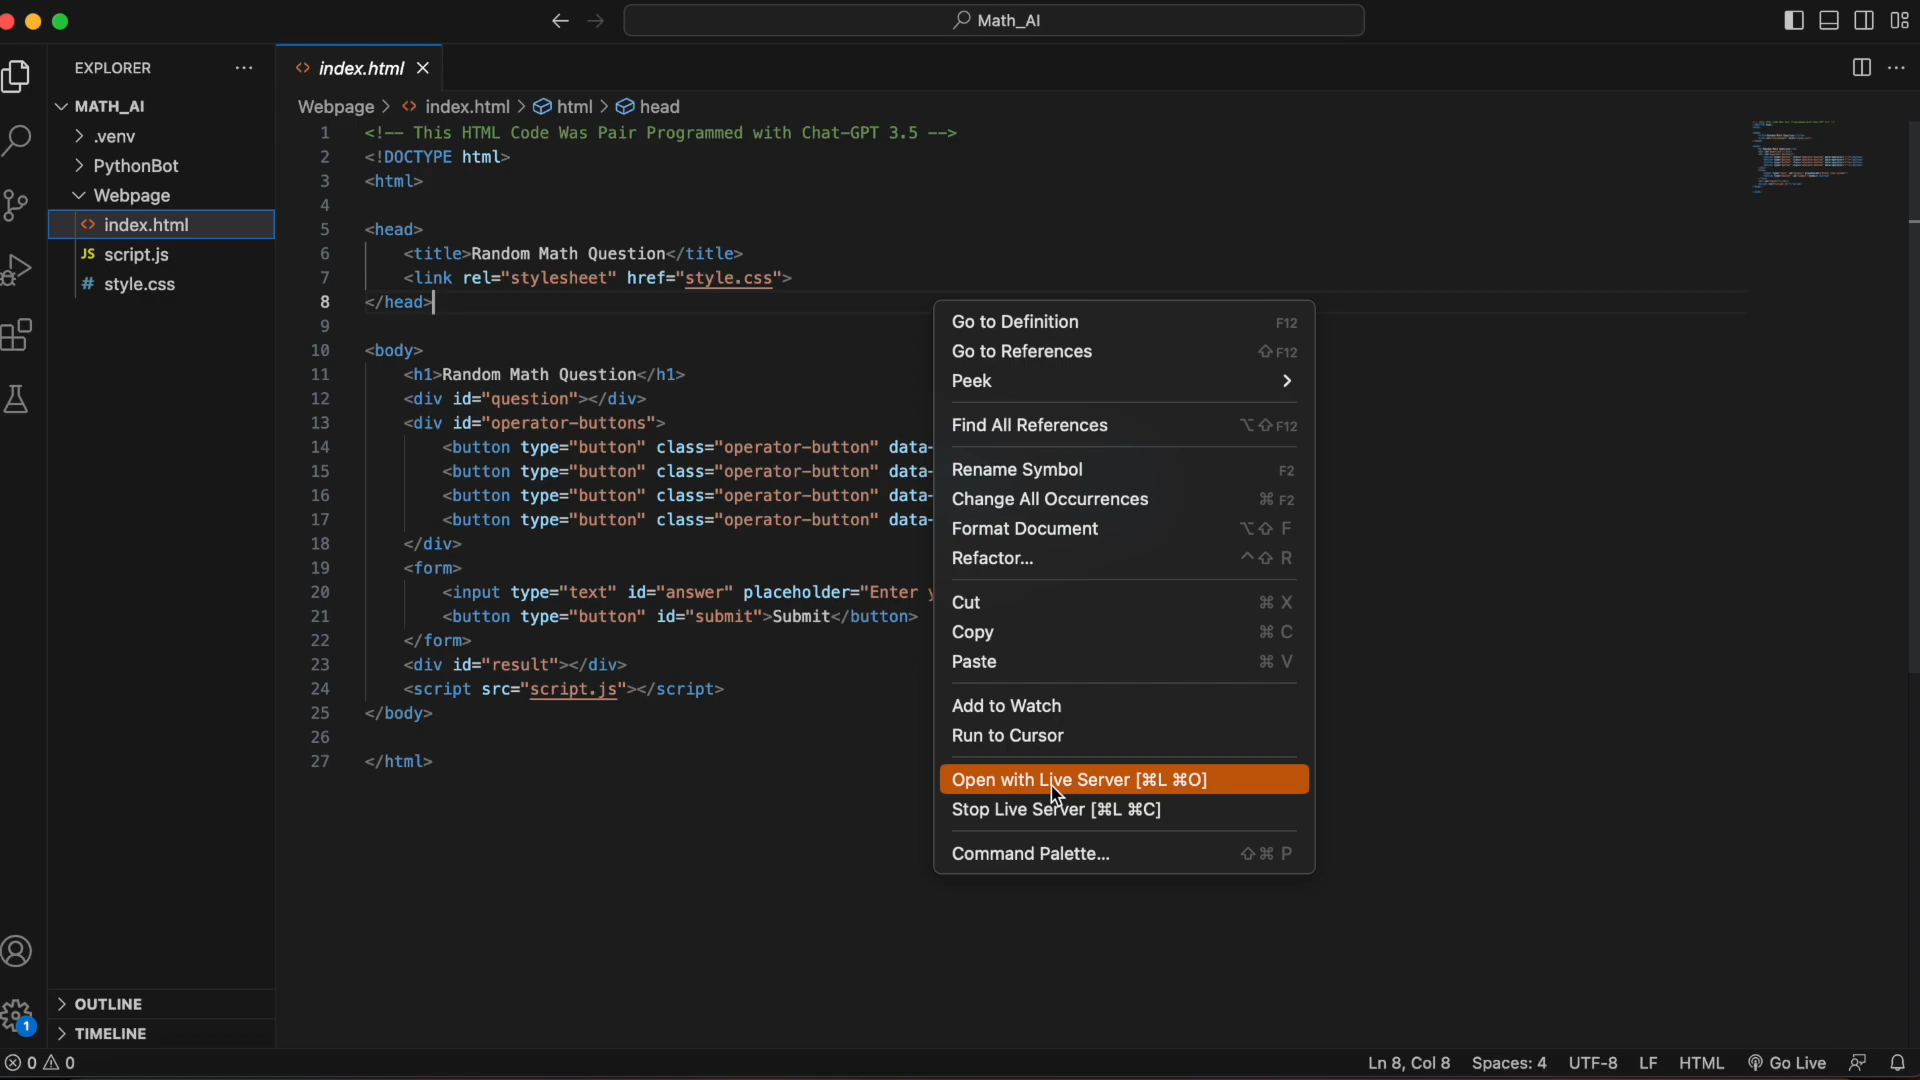 Math_AI
EXPLORER
MATH_AI
.venv
PythonBot
Webpage
index.html
JS script.js
# style.css
OUTLINE
TIMELINE
index.html
Webpage > index.html > html > head
1 <!-- This HTML Code Was Pair Programmed with Chat-GPT 3.5 -->
2 <!DOCTYPE html>
3 <html>
4
5 <head>
6 <title>Random Math Question</title>
7 <link rel="stylesheet" href="style.css">
8 </head>
9
10 <body>
11 <h1>Random Math Question</h1>
12 <div id="question"></div>
13 <div id="operator-buttons">
14 <button type="button" class="operator-button" data-
15 <button type="button" class="operator-button" data-
16 <button type="button" class="operator-button" data-
17 <button type="button" class="operator-button" data-
18 </div>
19 <form>
20 <input type="text" id="answer" placeholder="Enter y
21 <button type="button" id="submit">Submit</button>
22 </form>
23 <div id="result"></div>
24 <script src="script.js"></script>
25 </body>
26
27 </html>
Go to Definition F12
Go to References ⇧F12
Peek
Find All References ⌥⇧F12
Rename Symbol F2
Change All Occurrences ⌘F2
Format Document ⌥⇧F
Refactor... ^⇧R
Cut ⌘X
Copy ⌘C
Paste ⌘V
Add to Watch
Run to Cursor
Open with Live Server [⌘L ⌘O]
Stop Live Server [⌘L ⌘C]
Command Palette... ⇧⌘P
1
0 0 Ln 8, Col 8 Spaces: 4 UTF-8 LF HTML Go Live